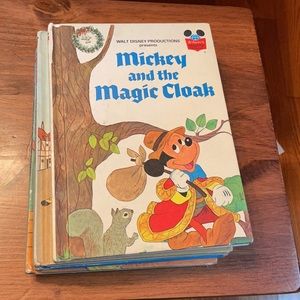 WALT DISNEY PRODUCTIONS
presents
Mickey
and the
Magic Cloak